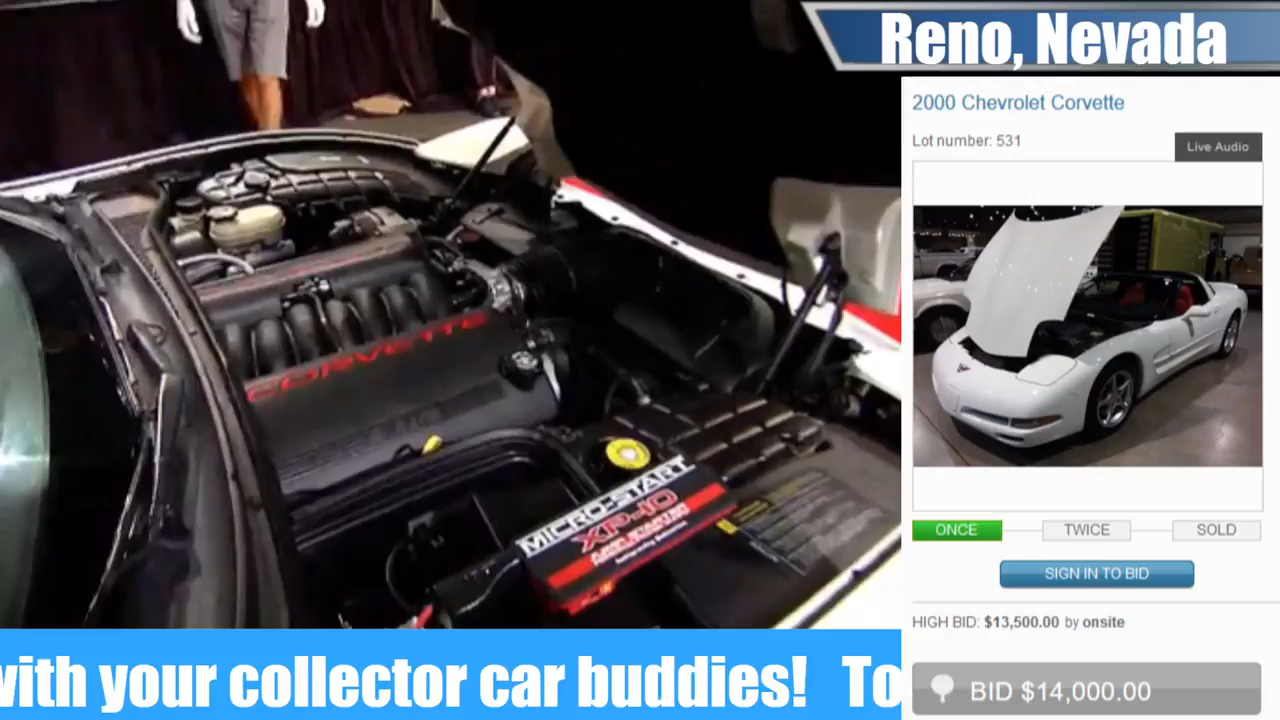 Reno, Nevada
2000 Chevrolet Corvette
Lot number: 531
Live Audio
CORVETTE
MICRO-START
XP-10
ONCE
TWICE
SOLD
SIGN IN TO BID
HIGH BID: $13,500.00 by onsite
BID $14,000.00
with your collector car buddies! To